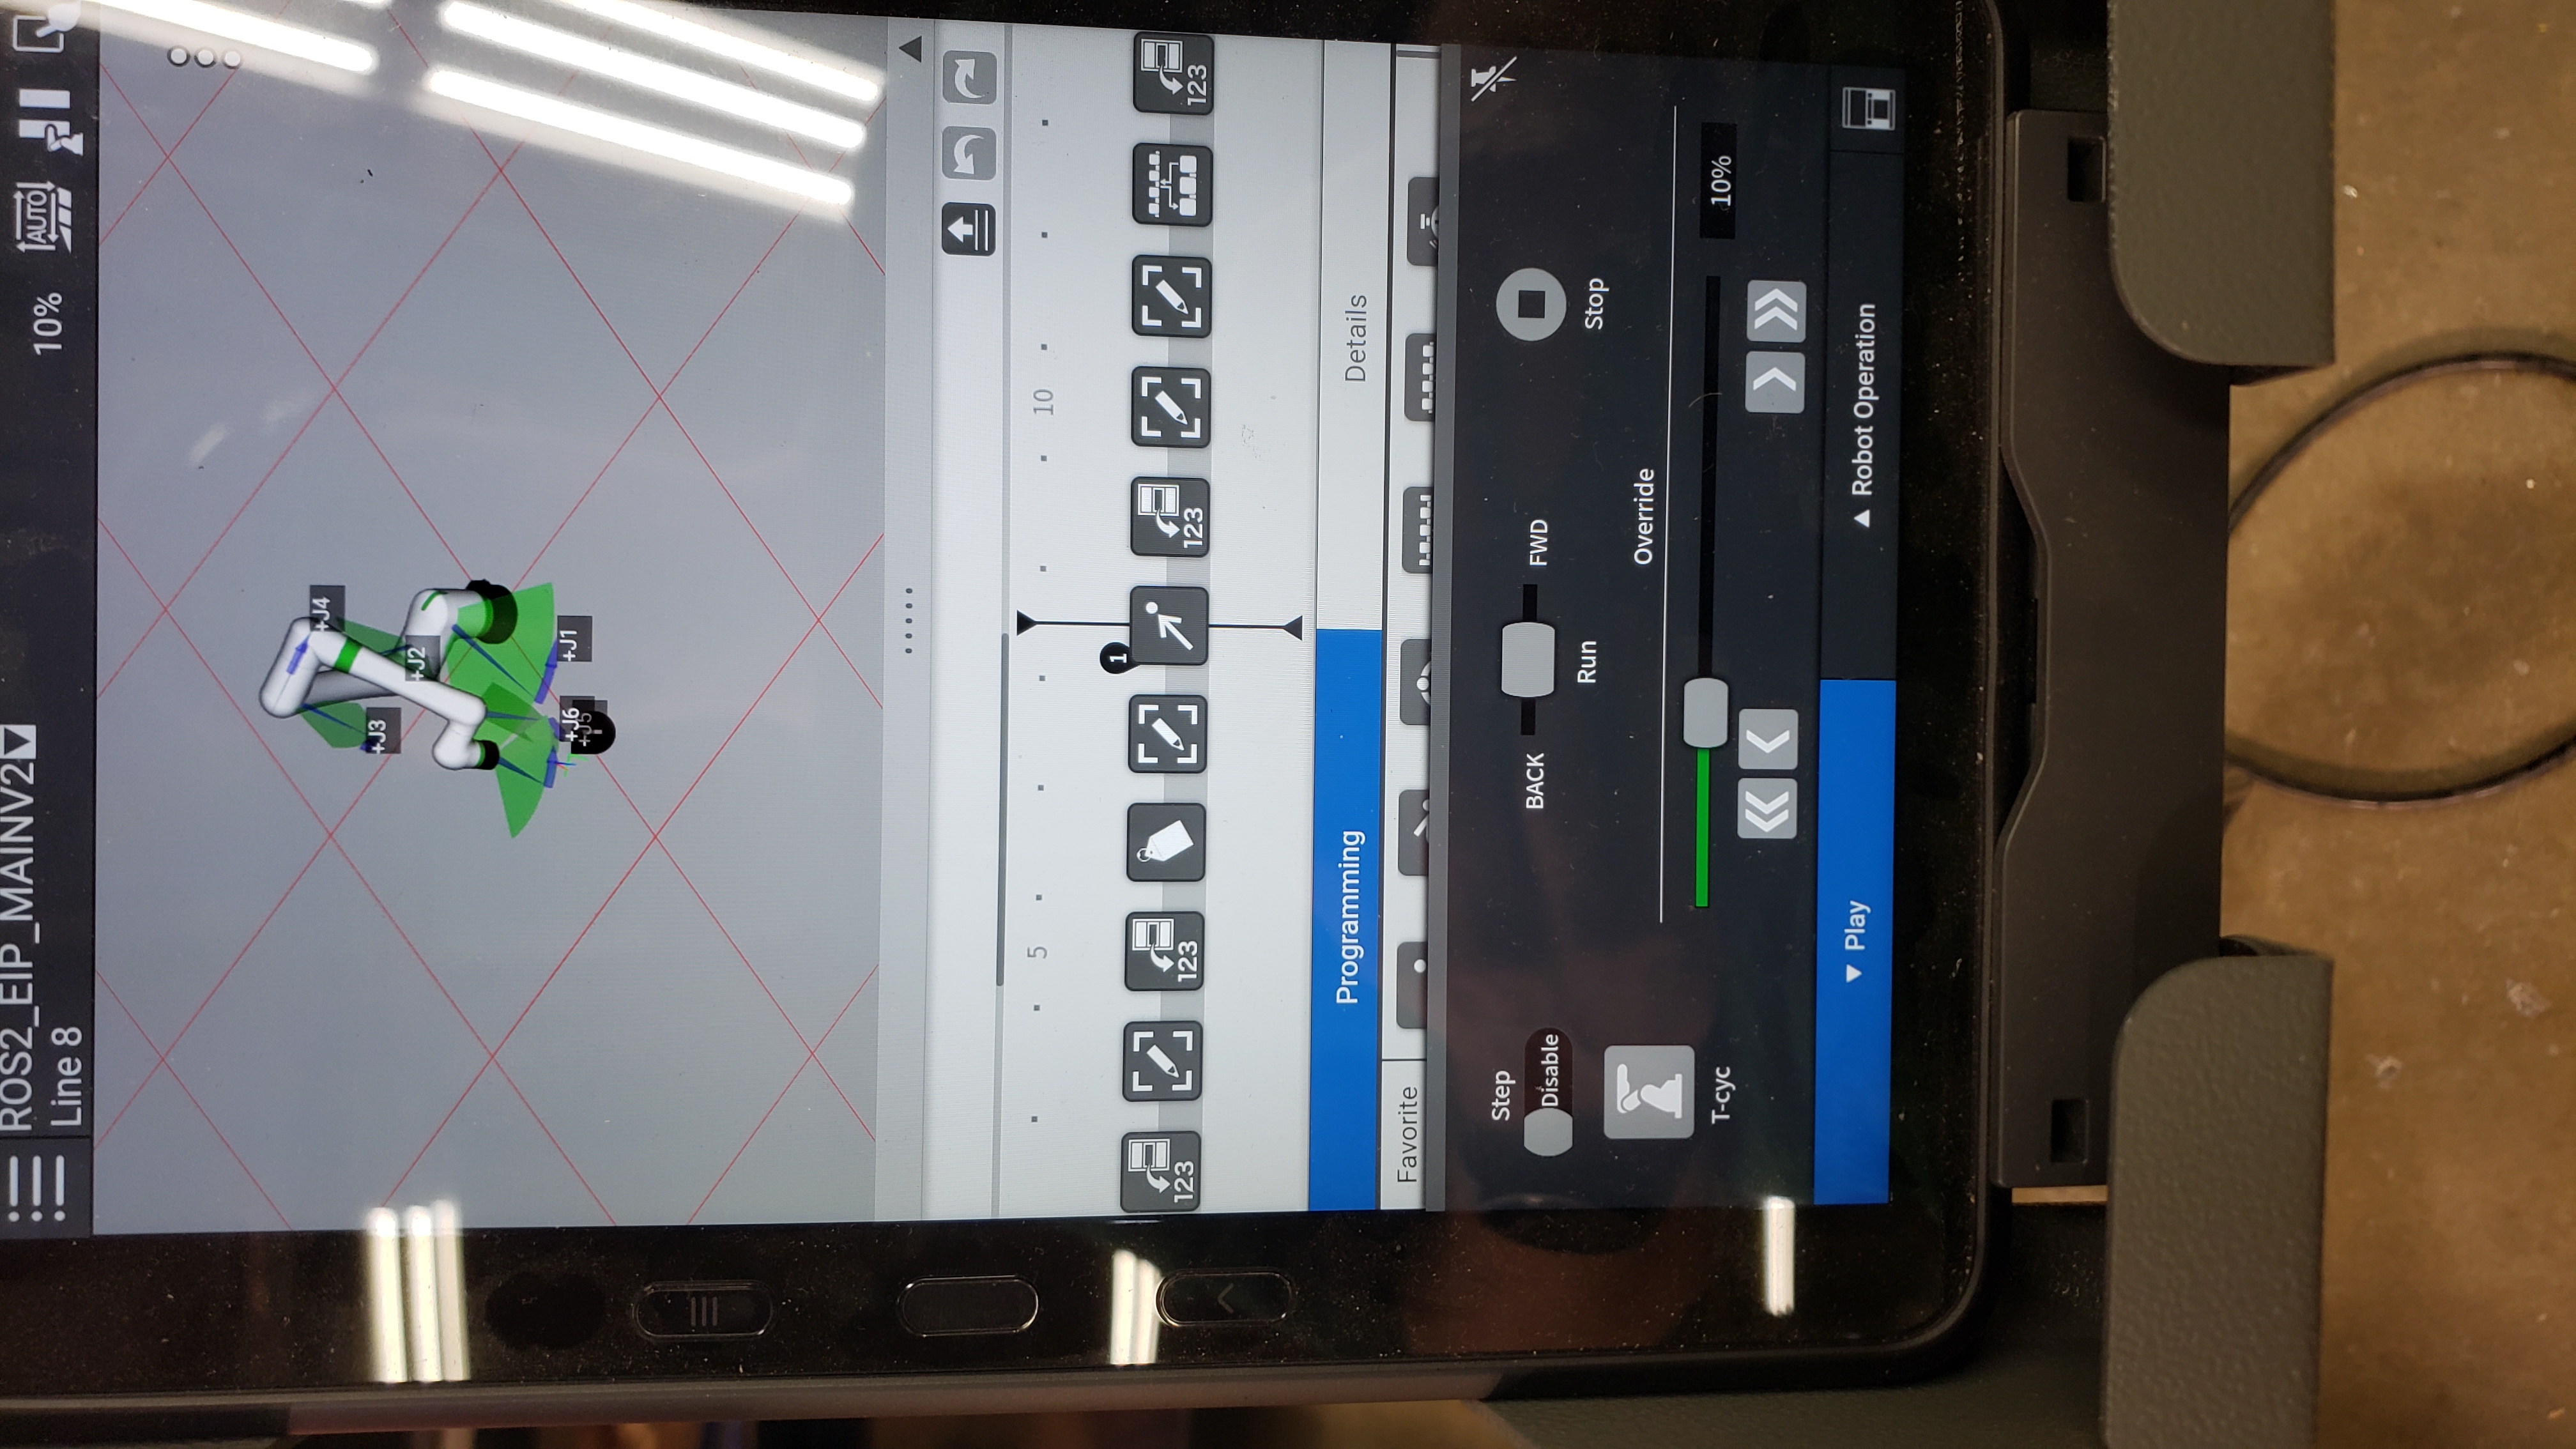 ROS2_EIP_MAINV2
Line 8
10%
AUTO
+J4
+J3
+J2
+J6
+J1
+J5
5
10
1
123
123
123
123
Programming
Details
Favorite
Step
Disable
BACK
FWD
Run
Stop
T-cyc
Override
10%
Play
Robot Operation